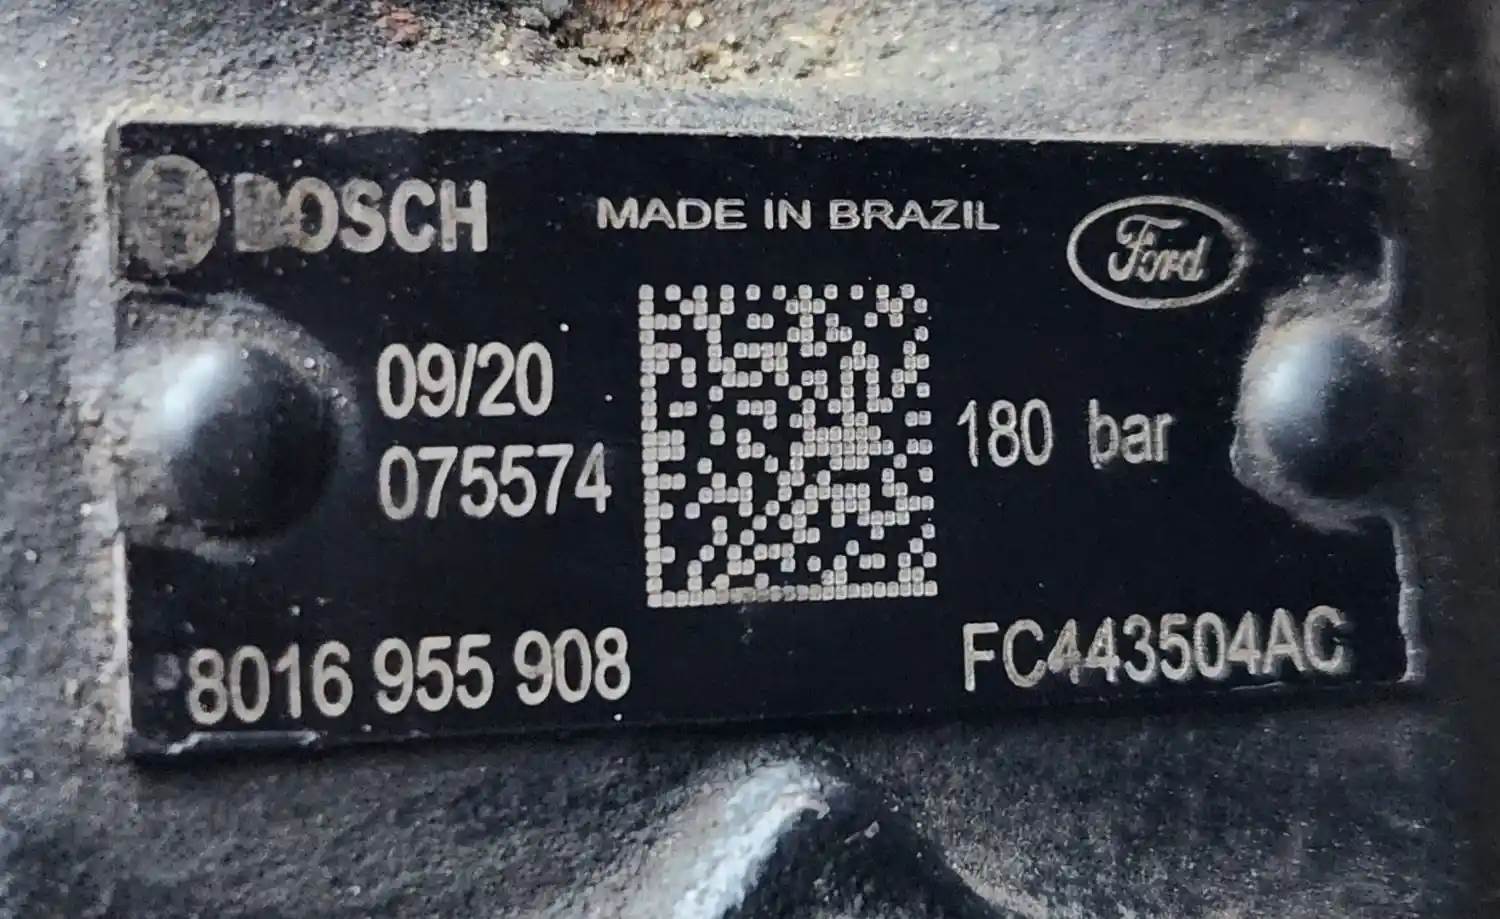 BOSCH
MADE IN BRAZIL
Ford
09/20
075574
180 bar
8016 955 908
FC443504AC